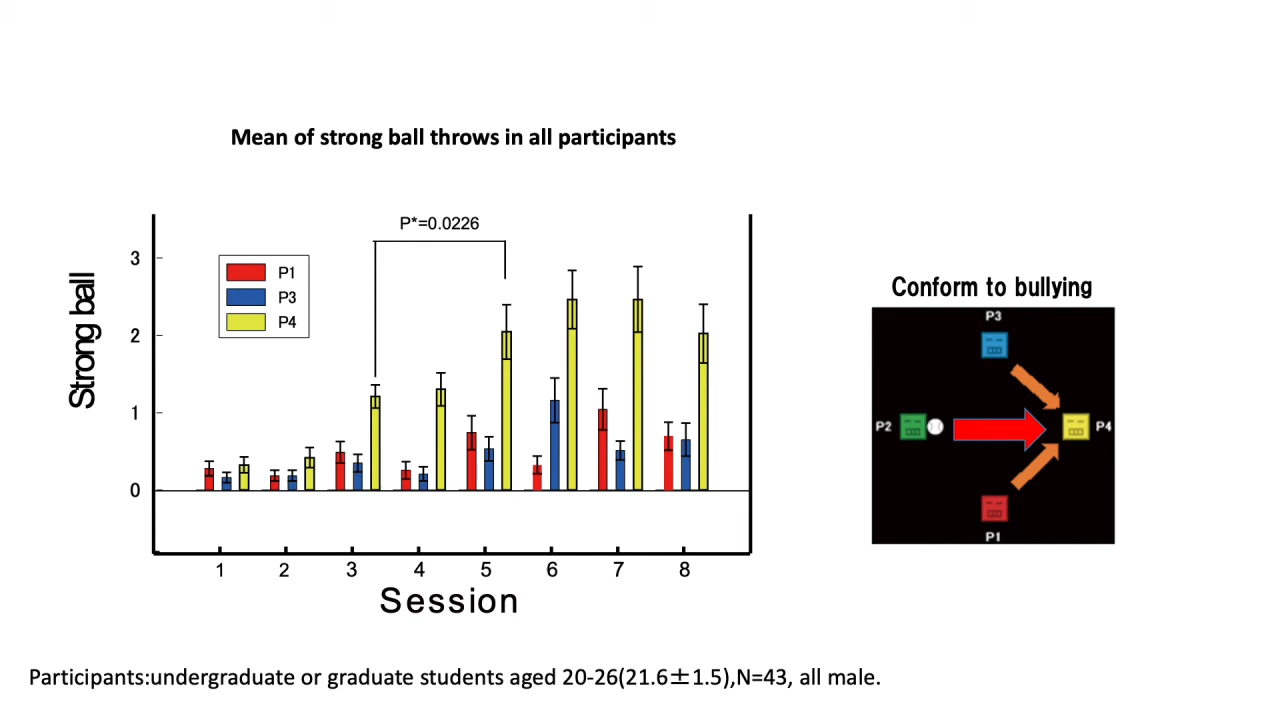 Mean of strong ball throws in all participants
P*=0.0226
3
2
1
0
Strong ball
P1
P3
P4
1 2 3 4 5 6 7 8
Session
Conform to bullying
P3
P2
P4
P1
Participants:undergraduate or graduate students aged 20-26(21.6±1.5),N=43, all male.